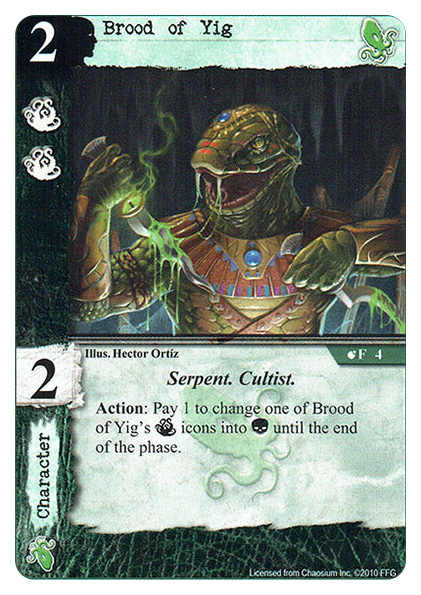 2
Brood of Yig
Illus. Hector Ortíz
F 4
2
Serpent. Cultist.
Action: Pay 1 to change one of Brood
of Yig's icons into until the end
of the phase.
Character
Licensed from Chaosium Inc. ©2010 FFG